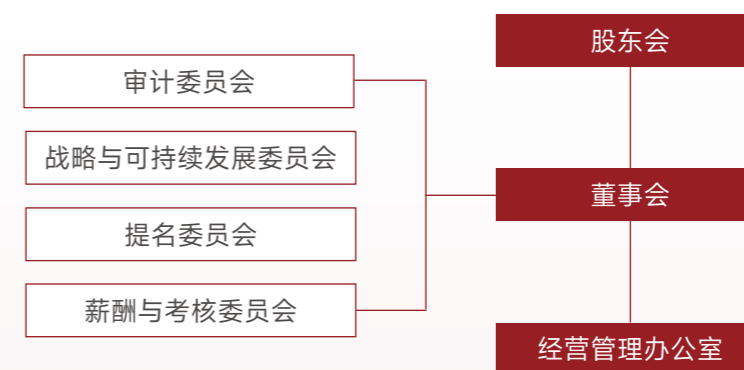 股东会
审计委员会
战略与可持续发展委员会
董事会
提名委员会
薪酬与考核委员会
经营管理办公室